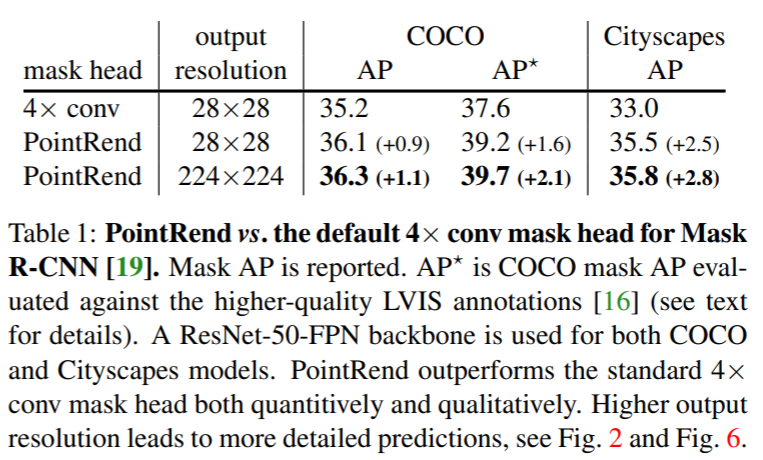 output COCO Cityscapes
mask head resolution AP AP⋆ AP
4× conv 28×28 35.2 37.6 33.0
PointRend 28×28 36.1 (+0.9) 39.2 (+1.6) 35.5 (+2.5)
PointRend 224×224 36.3 (+1.1) 39.7 (+2.1) 35.8 (+2.8)
Table 1: PointRend vs. the default 4× conv mask head for Mask
R-CNN [19]. Mask AP is reported. AP⋆ is COCO mask AP eval-
uated against the higher-quality LVIS annotations [16] (see text
for details). A ResNet-50-FPN backbone is used for both COCO
and Cityscapes models. PointRend outperforms the standard 4×
conv mask head both quantitively and qualitatively. Higher output
resolution leads to more detailed predictions, see Fig. 2 and Fig. 6.